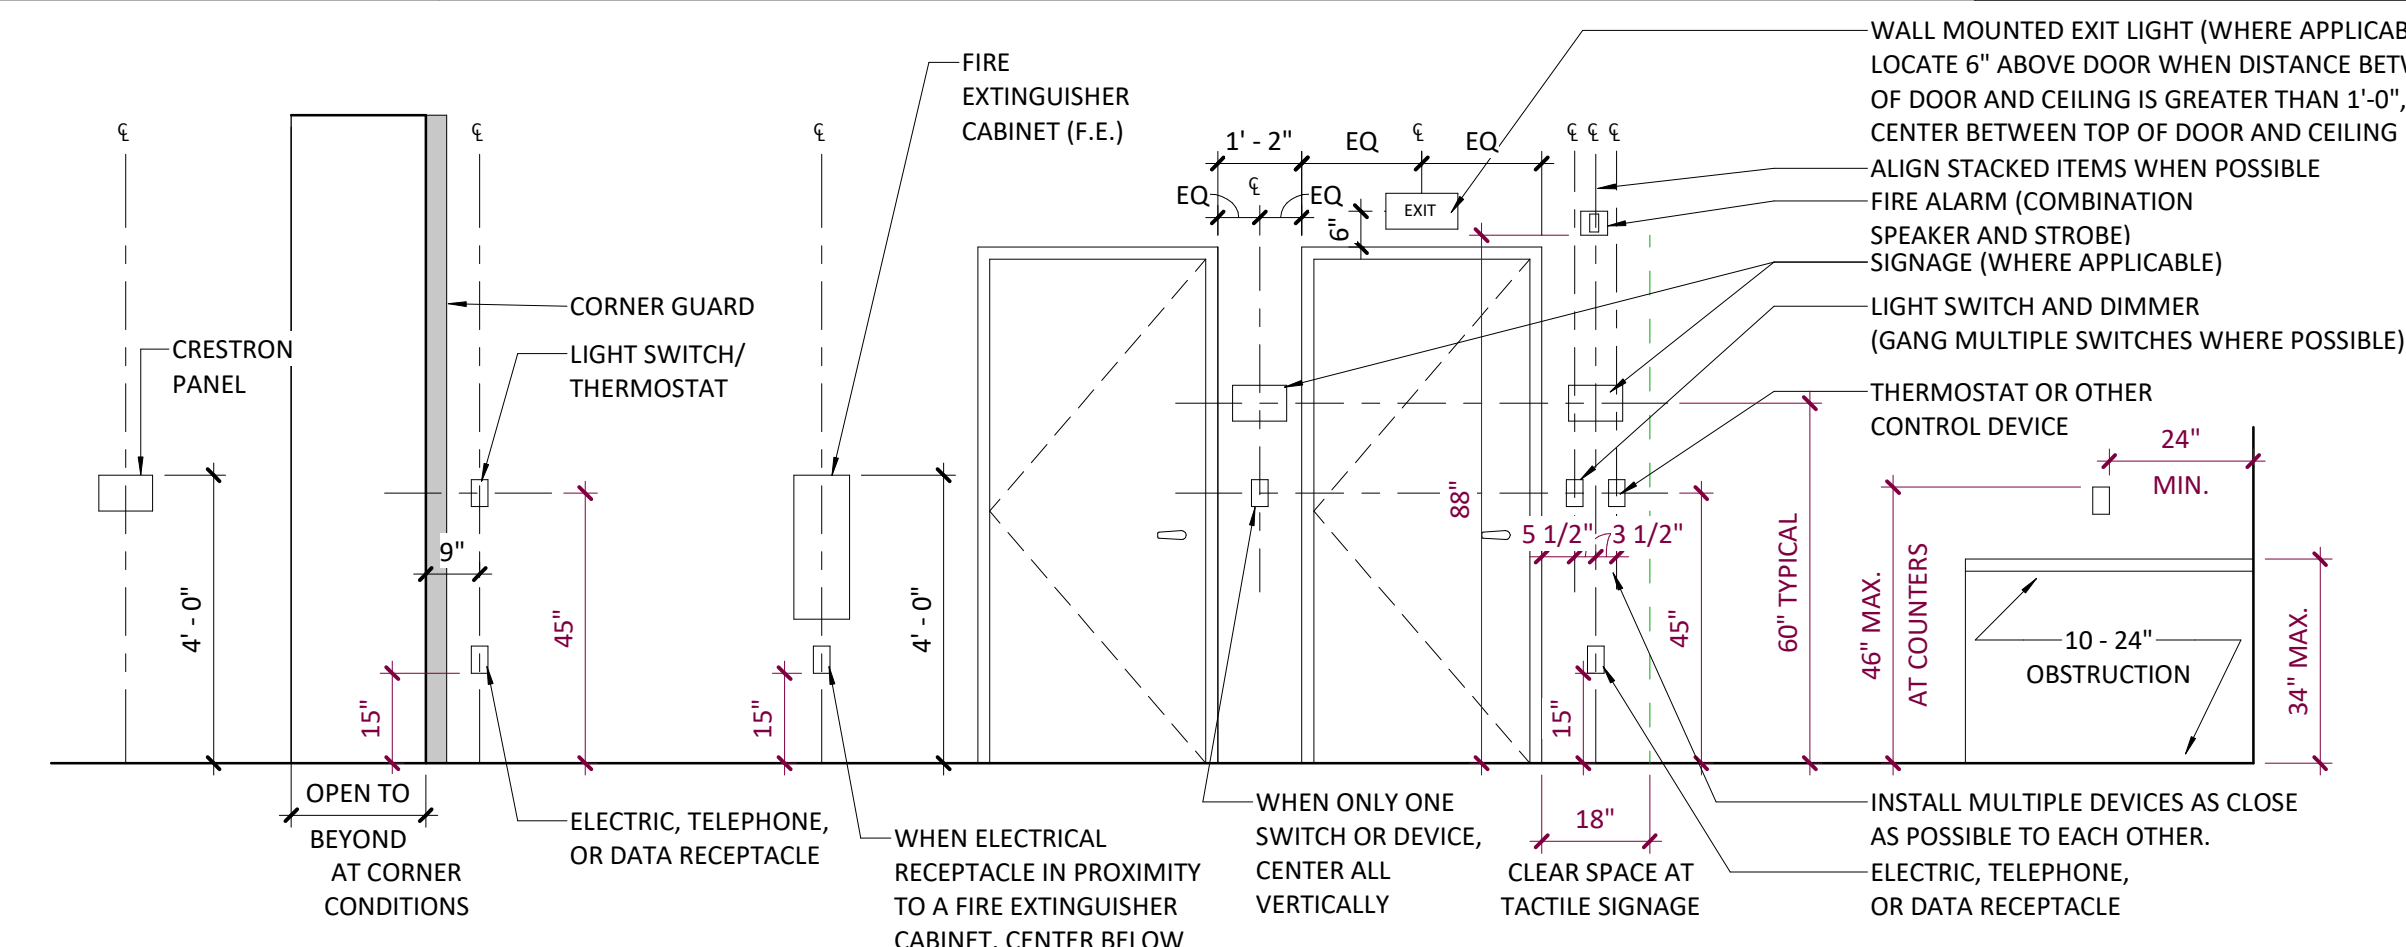 WALL MOUNTED EXIT LIGHT (WHERE APPLICAB
LOCATE 6" ABOVE DOOR WHEN DISTANCE BETW
OF DOOR AND CEILING IS GREATER THAN 1'-0",
CENTER BETWEEN TOP OF DOOR AND CEILING
ALIGN STACKED ITEMS WHEN POSSIBLE
FIRE ALARM (COMBINATION
SPEAKER AND STROBE)
SIGNAGE (WHERE APPLICABLE)
LIGHT SWITCH AND DIMMER
(GANG MULTIPLE SWITCHES WHERE POSSIBLE)
THERMOSTAT OR OTHER
CONTROL DEVICE
FIRE
EXTINGUISHER
CABINET (F.E.)
℄
℄
℄
℄
℄ ℄ ℄
1' - 2"
EQ
EQ
EQ
℄
EQ
6"
EXIT
CORNER GUARD
LIGHT SWITCH/
THERMOSTAT
CRESTRON
PANEL
4' - 0"
9"
15"
45"
15"
4' - 0"
88"
5 1/2"
3 1/2"
15"
45"
60" TYPICAL
46" MAX.
AT COUNTERS
24"
MIN.
10 - 24"
OBSTRUCTION
34" MAX.
OPEN TO
BEYOND
AT CORNER
CONDITIONS
ELECTRIC, TELEPHONE,
OR DATA RECEPTACLE
WHEN ELECTRICAL
RECEPTACLE IN PROXIMITY
TO A FIRE EXTINGUISHER
CABINET, CENTER BELOW
WHEN ONLY ONE
SWITCH OR DEVICE,
CENTER ALL
VERTICALLY
18"
CLEAR SPACE AT
TACTILE SIGNAGE
INSTALL MULTIPLE DEVICES AS CLOSE
AS POSSIBLE TO EACH OTHER.
ELECTRIC, TELEPHONE,
OR DATA RECEPTACLE